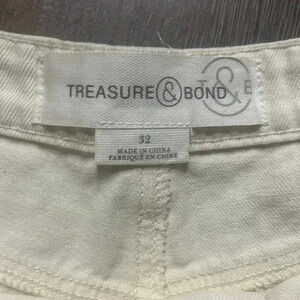 TREASURE & BOND
T & E
32
MADE IN CHINA
FABRIQUÉ EN CHINE